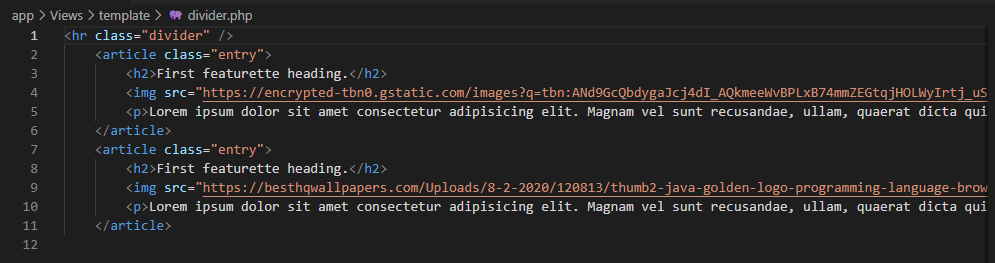 app > Views > template > divider.php
1 <hr class="divider" />
2 <article class="entry">
3 <h2>First featurette heading.</h2>
4 <img src="https://encrypted-tbn0.gstatic.com/images?q=tbn:ANd9GcQbdygaJcj4dI_AQkmeeWvBPLxB74mmZEGtqjHOLWyIrtj_uS
5 <p>Lorem ipsum dolor sit amet consectetur adipisicing elit. Magnam vel sunt recusandae, ullam, quaerat dicta qui
6 </article>
7 <article class="entry">
8 <h2>First featurette heading.</h2>
9 <img src="https://besthqwallpapers.com/Uploads/8-2-2020/120813/thumb2-java-golden-logo-programming-language-brow
10 <p>Lorem ipsum dolor sit amet consectetur adipisicing elit. Magnam vel sunt recusandae, ullam, quaerat dicta qui
11 </article>
12